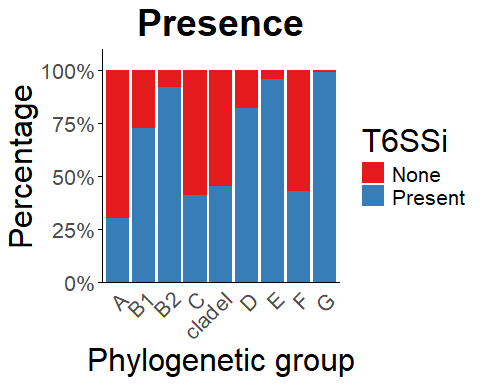 Presence
Percentage
100%
75%
50%
25%
0%
A
B1
B2
C
cladeI
D
E
F
G
Phylogenetic group
T6SSi
None
Present